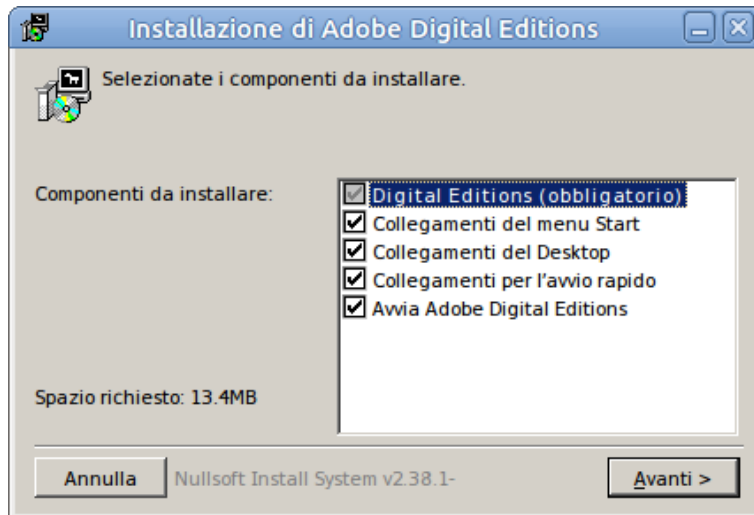 Installazione di Adobe Digital Editions
Selezionate i componenti da installare.
Componenti da installare:
Digital Editions (obbligatorio)
Collegamenti del menu Start
Collegamenti del Desktop
Collegamenti per l'avvio rapido
Avvia Adobe Digital Editions
Spazio richiesto: 13.4MB
Annulla
Nullsoft Install System v2.38.1-
Avanti >